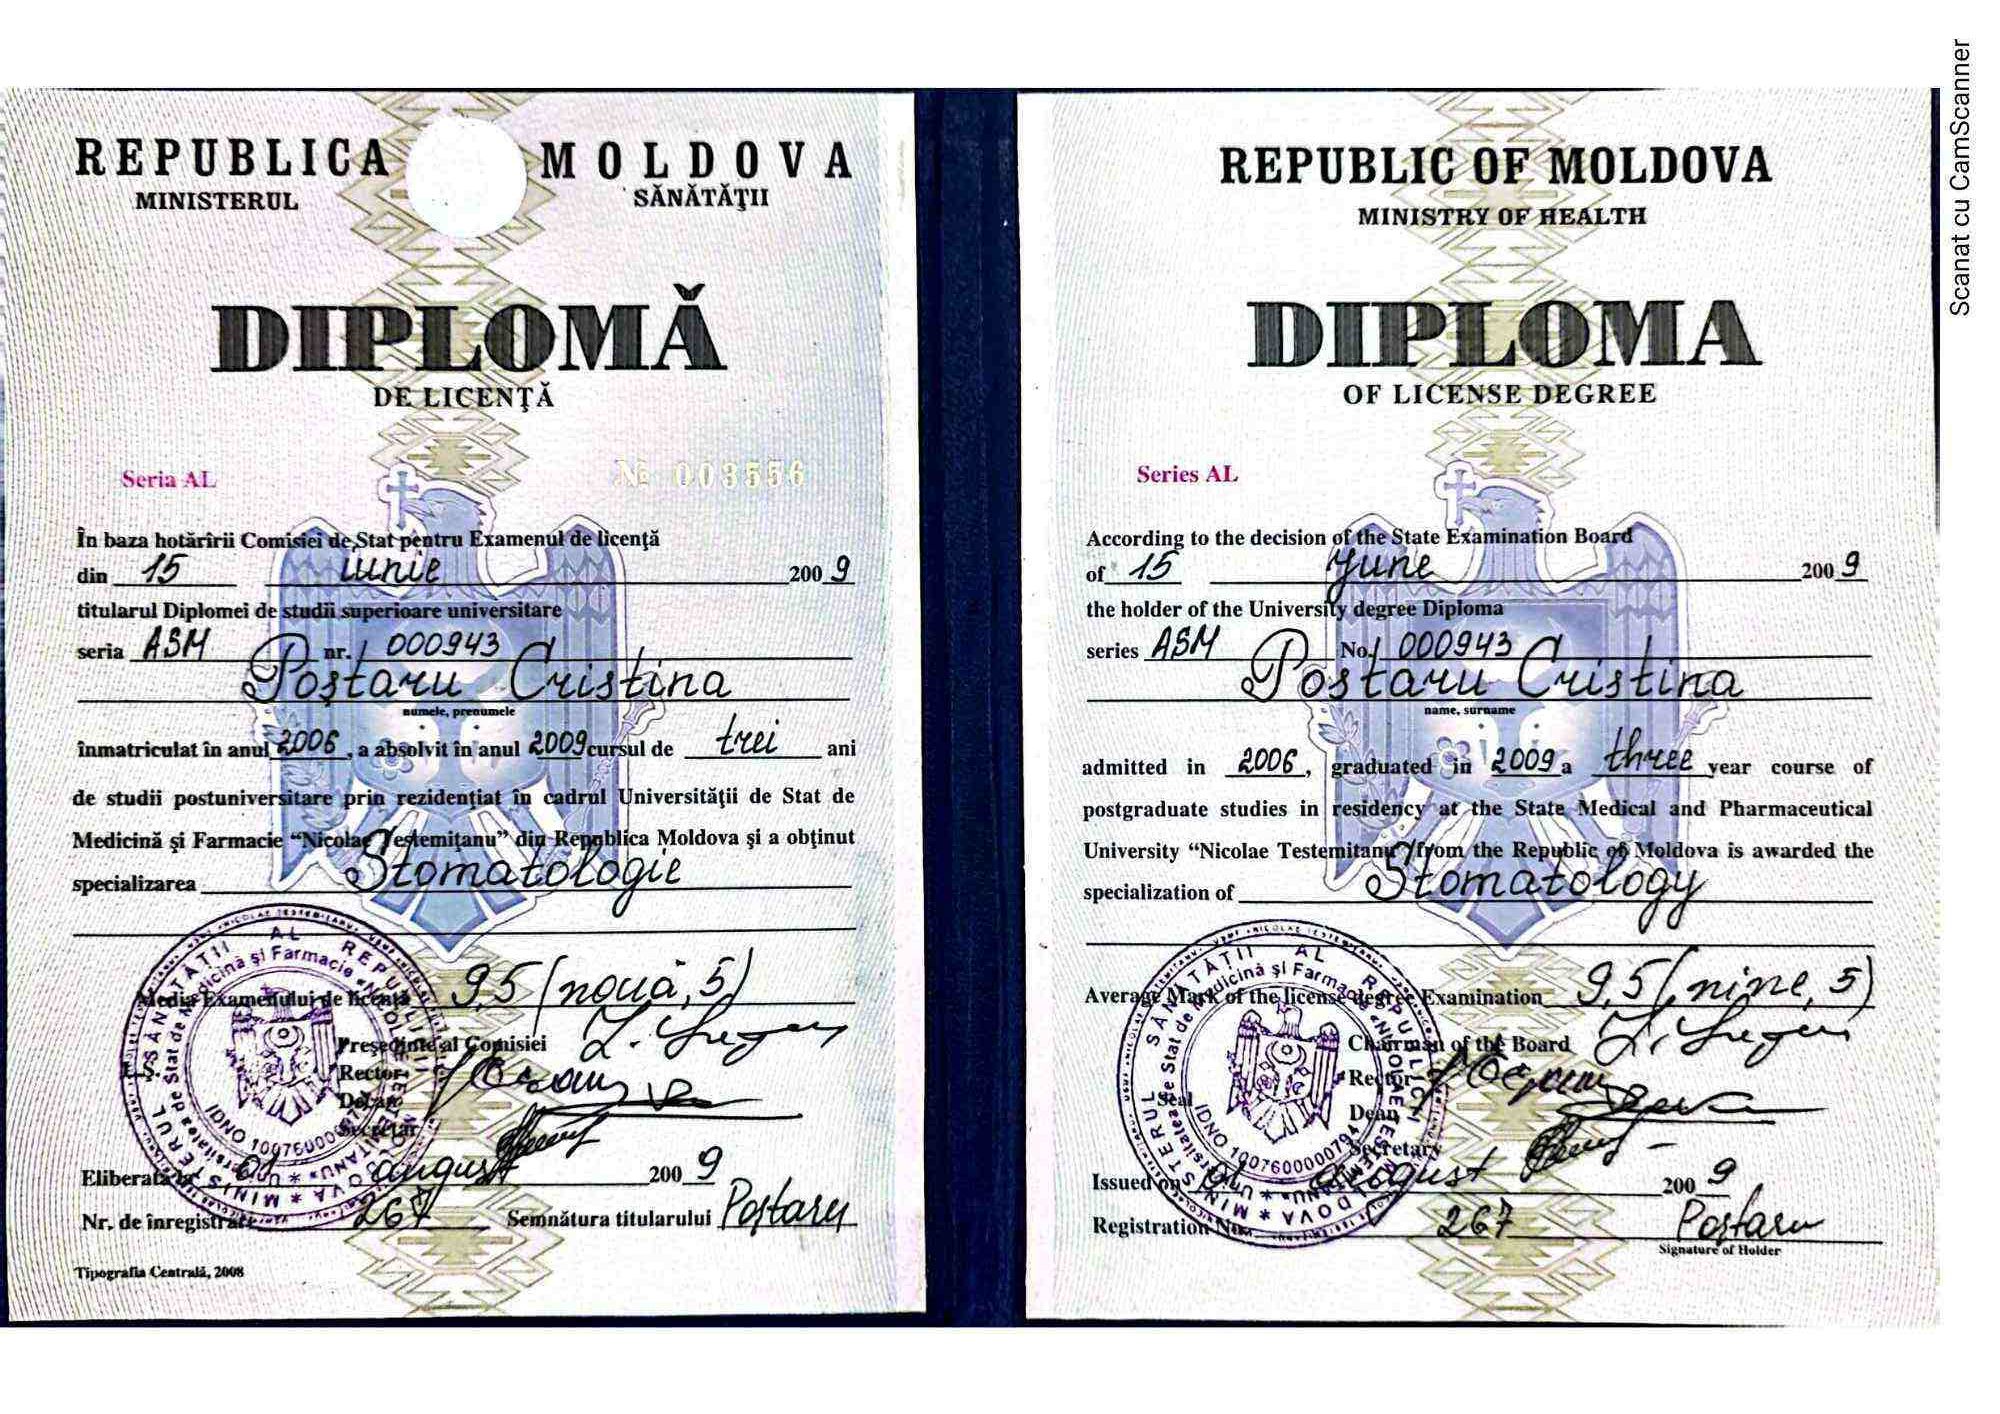 REPUBLICA MOLDOVA
MINISTERUL SĂNĂTĂŢII
DIPLOMĂ
DE LICENŢĂ
Seria AL № 003556
În baza hotărîrii Comisiei de Stat pentru Examenul de licenţă
din 15 iunie 2009
titularul Diplomei de studii superioare universitare
seria ASM nr. 000943
Poştaru Cristina
numele, prenumele
înmatriculat în anul 2006, a absolvit în anul 2009 cursul de trei ani
de studii postuniversitare prin rezidenţiat în cadrul Universităţii de Stat de
Medicină şi Farmacie “Nicolae Testemiţanu” din Republica Moldova şi a obţinut
specializarea Stomatologie
Media Examenului de licenţă 9,5 (nouă, 5)
Preşedinte al Comisiei
Rector
Decan
Secretar
L.Ş.
Eliberată august 2009
Nr. de înregistrare 267 Semnătura titularului Poştaru
Tipografia Centrală, 2008
REPUBLIC OF MOLDOVA
MINISTRY OF HEALTH
DIPLOMA
OF LICENSE DEGREE
Series AL
According to the decision of the State Examination Board
of 15 June 2009
the holder of the University degree Diploma
series ASM No. 000943
Poştaru Cristina
name, surname
admitted in 2006, graduated in 2009 a three year course of
postgraduate studies in residency at the State Medical and Pharmaceutical
University “Nicolae Testemitanu” from the Republic of Moldova is awarded the
specialization of Stomatology
Average Mark of the license degree Examination 9,5 (nine, 5)
Chairman of the Board
Rector
Seal
Dean
Secretary
Issued on August 2009
Registration No. 267 Poştaru
Signature of Holder
Scanat cu CamScanner